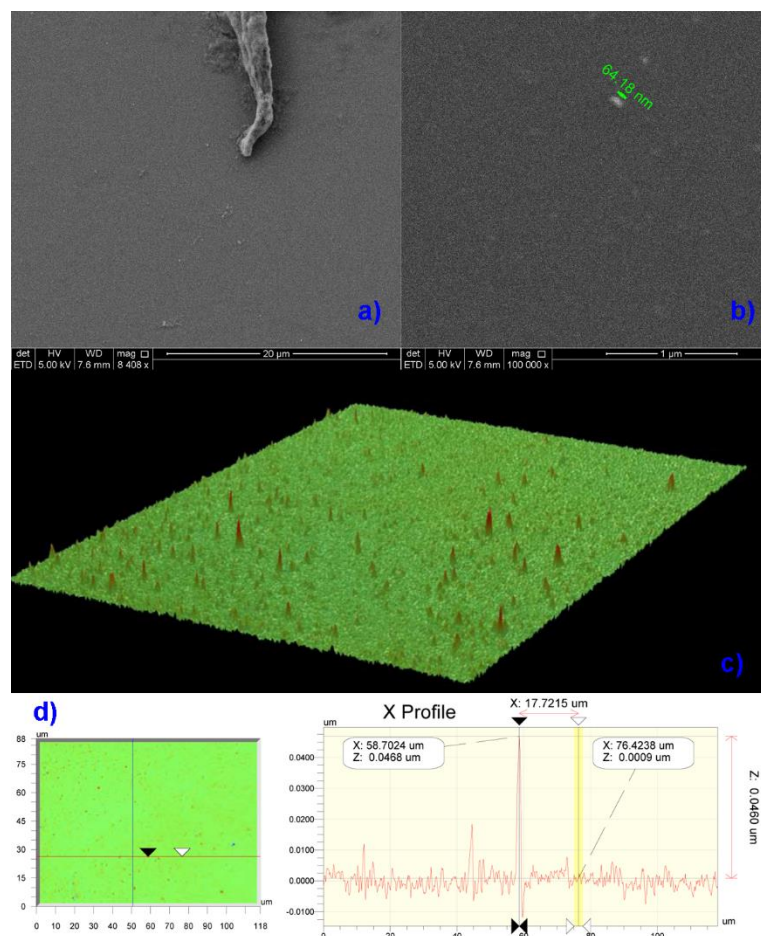 64.18 nm
a)
b)
det HV WD mag □ 20 µm
ETD 5.00 kV 7.6 mm 8 408 x
det HV WD mag □ 1 µm
ETD 5.00 kV 7.6 mm 100 000 x
c)
d)
um
88
75
60
45
30
15
0
0 10 20 30 40 50 60 70 80 90 100 118
um
X Profile
X: 17.7215 um
um
X: 58.7024 um
Z: 0.0468 um
X: 76.4238 um
Z: 0.0009 um
0.0400
0.0300
0.0200
0.0100
0.0000
-0.0100
Z: 0.0460 um
0 20 40 60 80 100
um